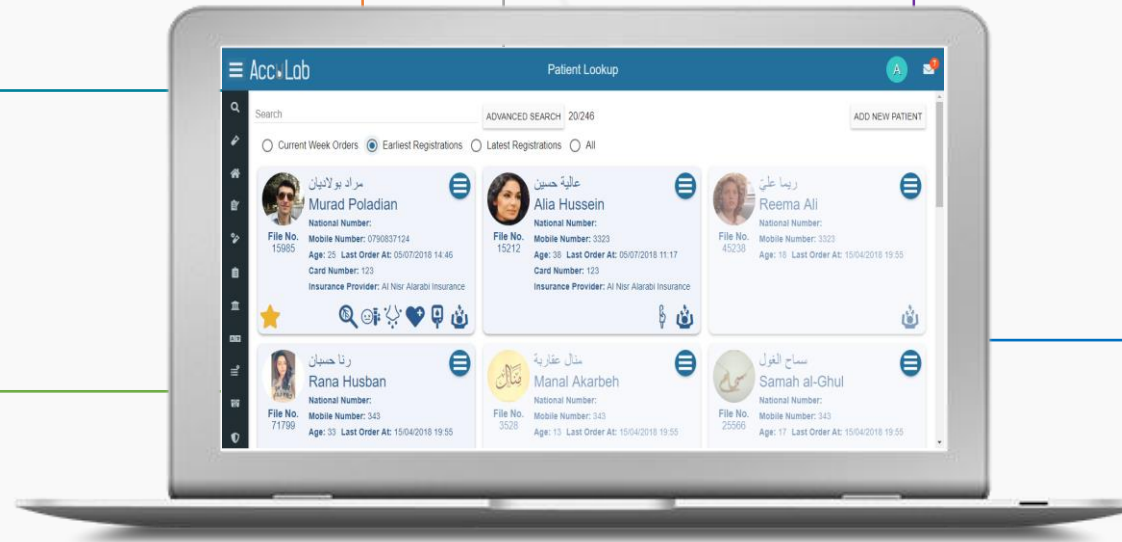 AccuLab
Patient Lookup
A
Search
ADVANCED SEARCH
20/246
ADD NEW PATIENT
Current Week Orders
Earliest Registrations
Latest Registrations
All
مراد بولاديان
Murad Poladian
National Number:
File No.
15985
Mobile Number: 0790837124
Age: 25 Last Order At: 05/07/2018 14:46
Card Number: 123
Insurance Provider: Al Nisr Alarabi Insurance
عالية حسين
Alia Hussein
National Number:
File No.
15212
Mobile Number: 3323
Age: 38 Last Order At: 05/07/2018 11:17
Card Number: 123
Insurance Provider: Al Nisr Alarabi Insurance
ريما عليّ
Reema Ali
National Number:
File No.
45238
Mobile Number: 3323
Age: 18 Last Order At: 15/04/2018 19:55
رنا حسبان
Rana Husban
National Number:
File No.
71799
Mobile Number: 343
Age: 33 Last Order At: 15/04/2018 19:55
منال عقاربة
Manal Akarbeh
National Number:
File No.
3528
Mobile Number: 343
Age: 13 Last Order At: 15/04/2018 19:55
منال
سماح الغول
Samah al-Ghul
National Number:
File No.
25566
Mobile Number: 343
Age: 17 Last Order At: 15/04/2018 19:55
سماح